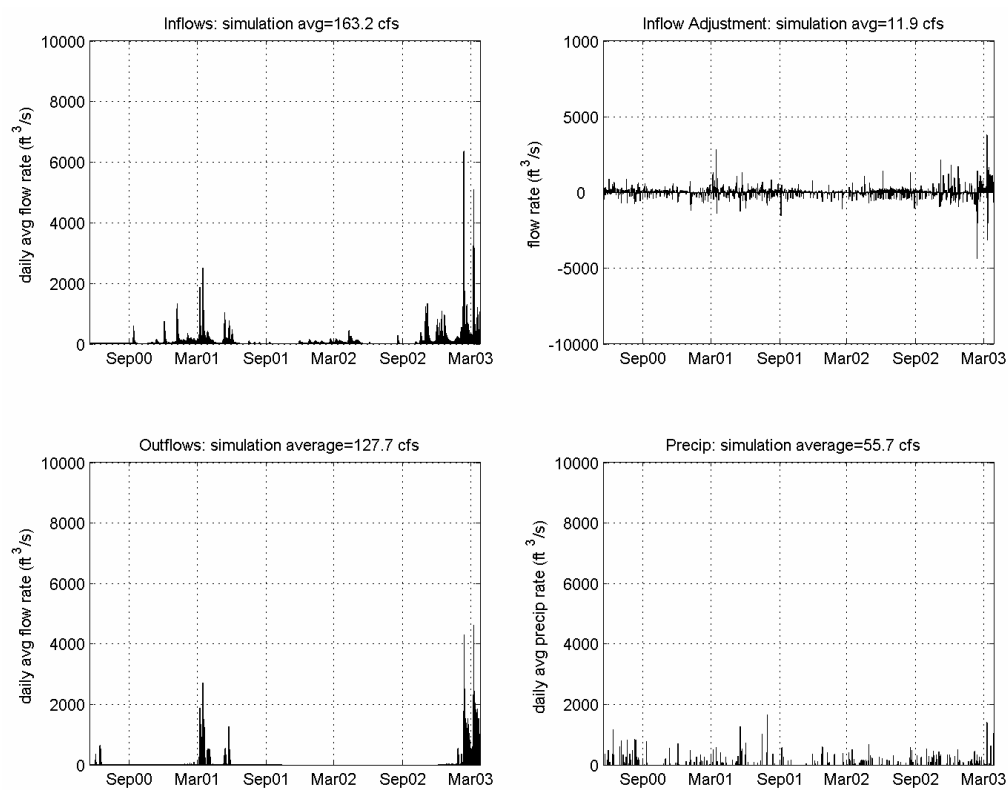 Inflows: simulation avg=163.2 cfs
10000
8000
6000
4000
2000
0
daily avg flow rate (ft 3/s)
Sep00 Mar01 Sep01 Mar02 Sep02 Mar03
Inflow Adjustment: simulation avg=11.9 cfs
1000
5000
0
-5000
-10000
flow rate (ft 3/s)
Sep00 Mar01 Sep01 Mar02 Sep02 Mar03
Outflows: simulation average=127.7 cfs
10000
8000
6000
4000
2000
0
daily avg flow rate (ft 3/s)
Sep00 Mar01 Sep01 Mar02 Sep02 Mar03
Precip: simulation average=55.7 cfs
10000
8000
6000
4000
2000
0
daily avg precip rate (ft 3/s)
Sep00 Mar01 Sep01 Mar02 Sep02 Mar03